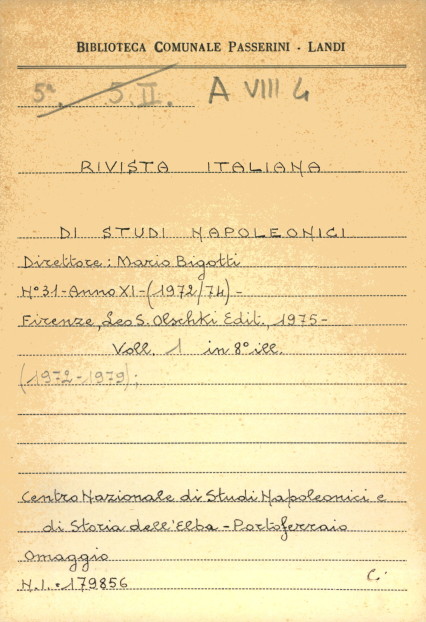 BIBLIOTECA COMUNALE PASSERINI - LANDI
5ª. 5.II. A VIII 4
RIVISTA ITALIANA
DI STUDI NAPOLEONICI
Direttore: Mario Bigotti
N° 31-Anno XI-(1972/74)-
Firenze, Leo S. Olschki Edit., 1975-
Voll. 1 in 8° ill.
(1972-1979);
Centro Nazionale di Studi Napoleonici e
di Storia dell'Elba - Portoferraio
Omaggio
N.I. 179856
C.